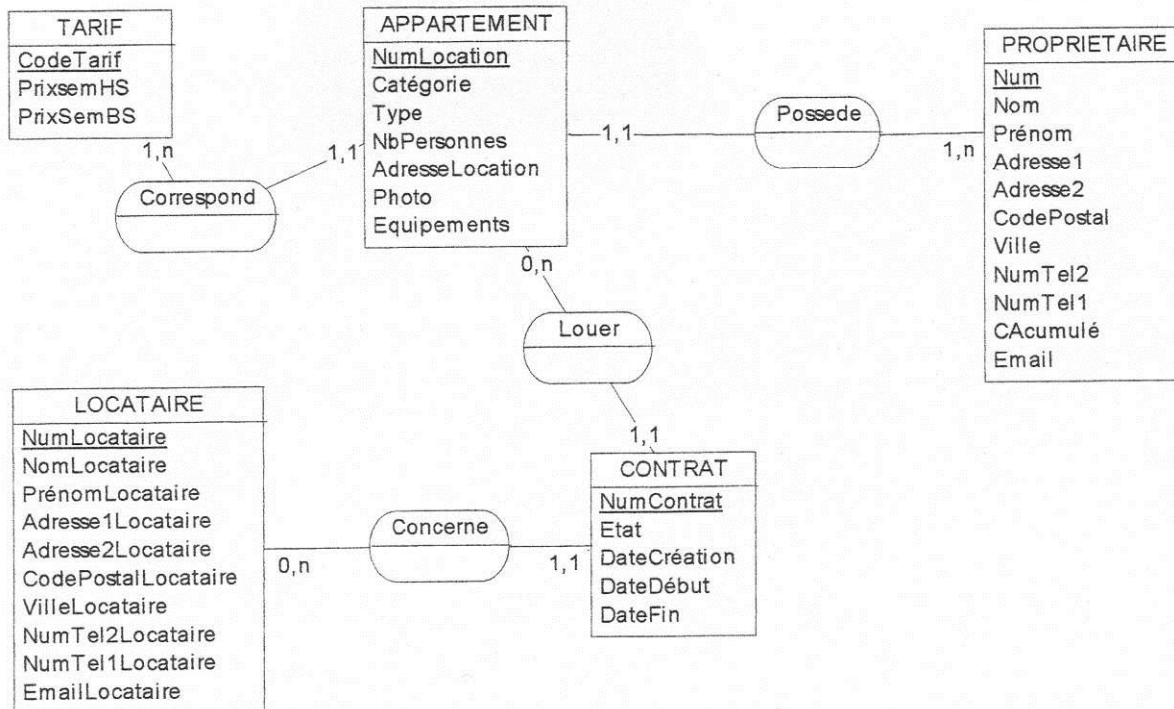 TARIF
CodeTarif
PrixsemHS
PrixSemBS
1,n
Correspond
1,1
APPARTEMENT
NumLocation
Catégorie
Type
NbPersonnes
AdresseLocation
Photo
Equipements
1,1
Possede
1,n
PROPRIETAIRE
Num
Nom
Prénom
Adresse1
Adresse2
CodePostal
Ville
NumTel2
NumTel1
CAcumulé
Email
0,n
Louer
1,1
LOCATAIRE
NumLocataire
NomLocataire
PrénomLocataire
Adresse1Locataire
Adresse2Locataire
CodePostalLocataire
VilleLocataire
NumTel2Locataire
NumTel1Locataire
EmailLocataire
0,n
Concerne
1,1
CONTRAT
NumContrat
Etat
DateCréation
DateDébut
DateFin